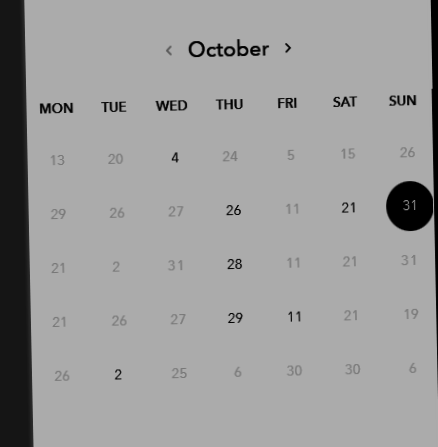 ‹ October ›
MON TUE WED THU FRI SAT SUN
13 20 4 24 5 15 26
29 26 27 26 11 21 31
21 2 31 28 11 21 31
21 26 27 29 11 21 19
26 2 25 6 30 30 6